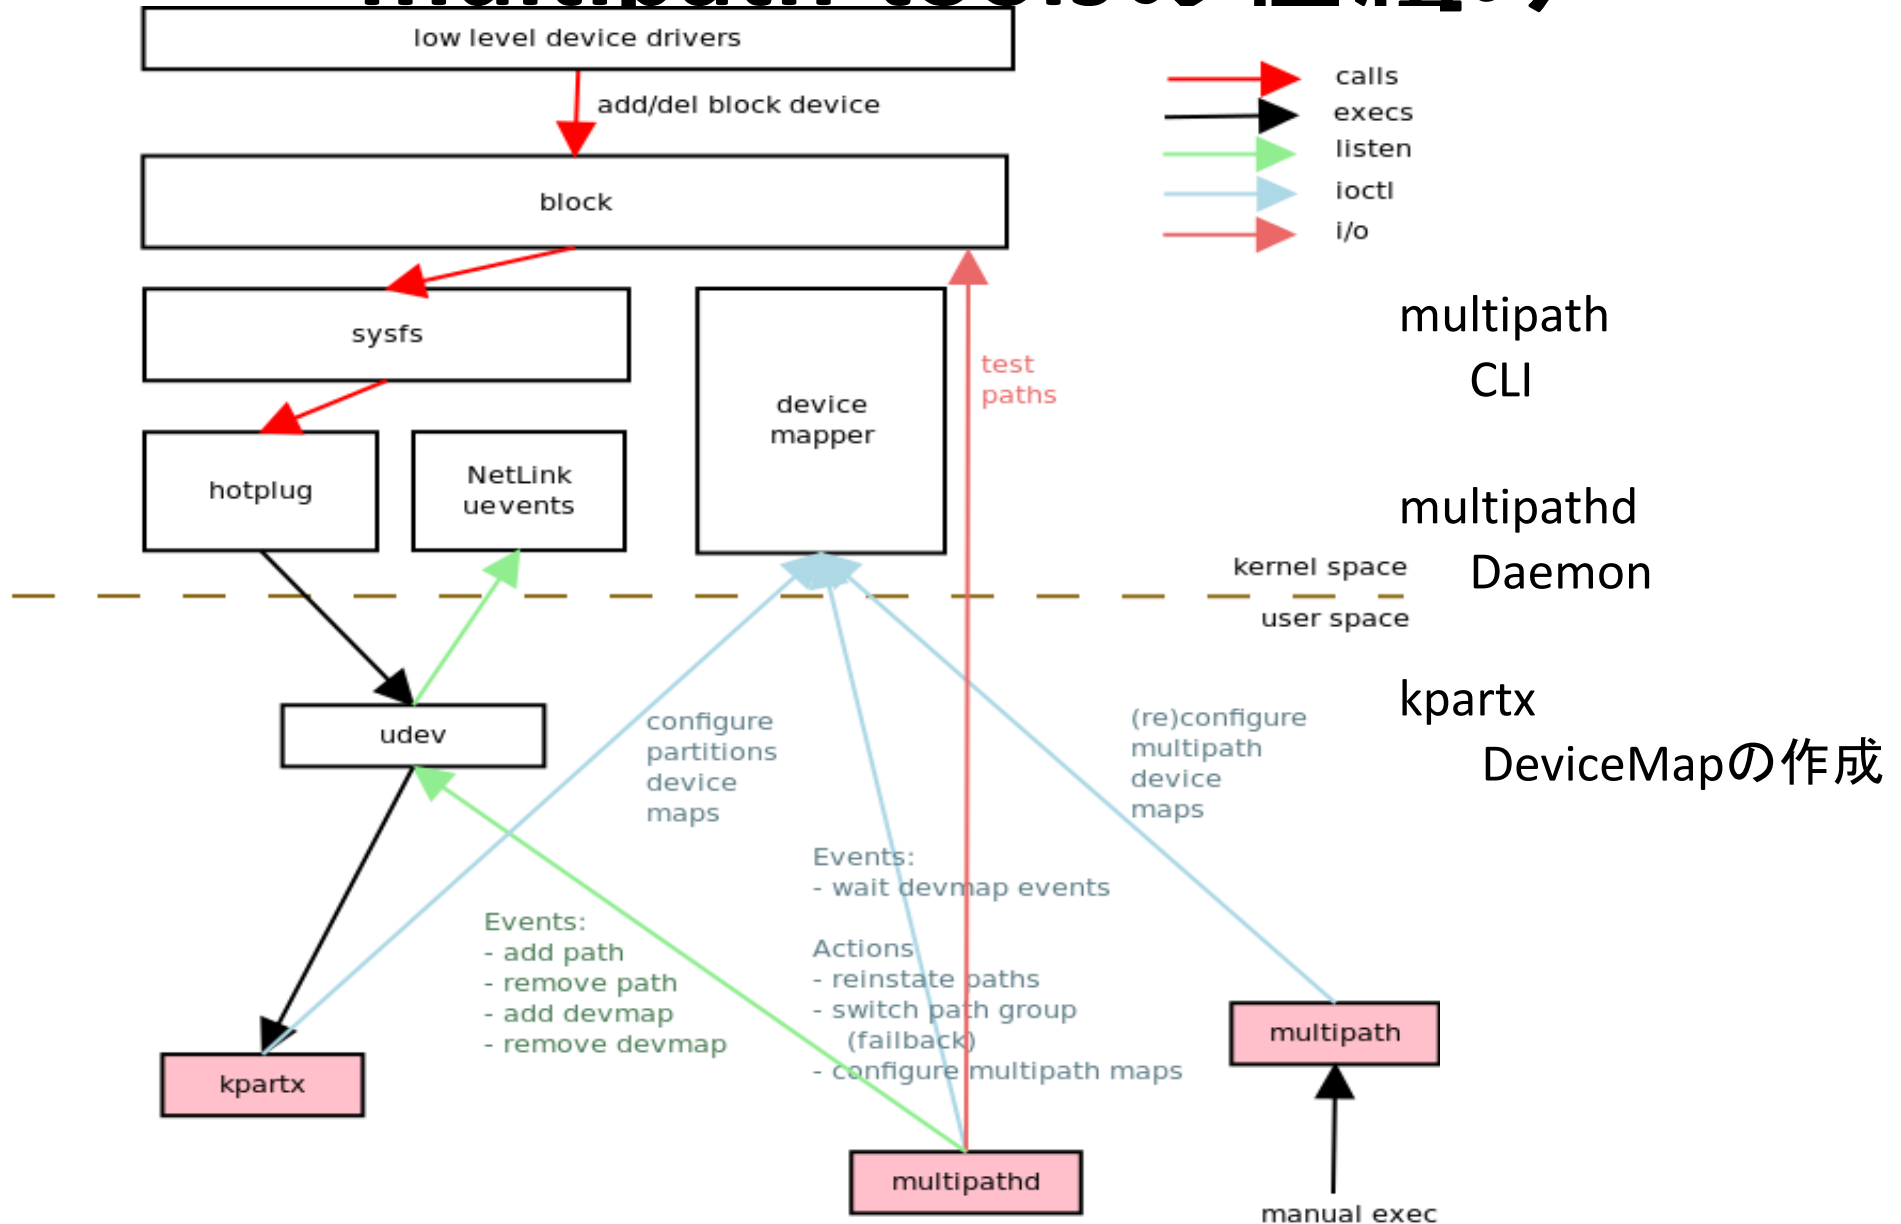 low level device drivers
add/del block device
block
sysfs
hotplug
NetLink
uevents
device
mapper
test
paths
calls
execs
listen
ioctl
i/o
multipath
CLI
multipathd
Daemon
kernel space
user space
kpartx
DeviceMapの作成
udev
configure
partitions
device
maps
(re)configure
multipath
device
maps
Events:
- wait devmap events
Actions
- reinstate paths
- switch path group
(failback)
- configure multipath maps
Events:
- add path
- remove path
- add devmap
- remove devmap
kpartx
multipathd
multipath
manual exec